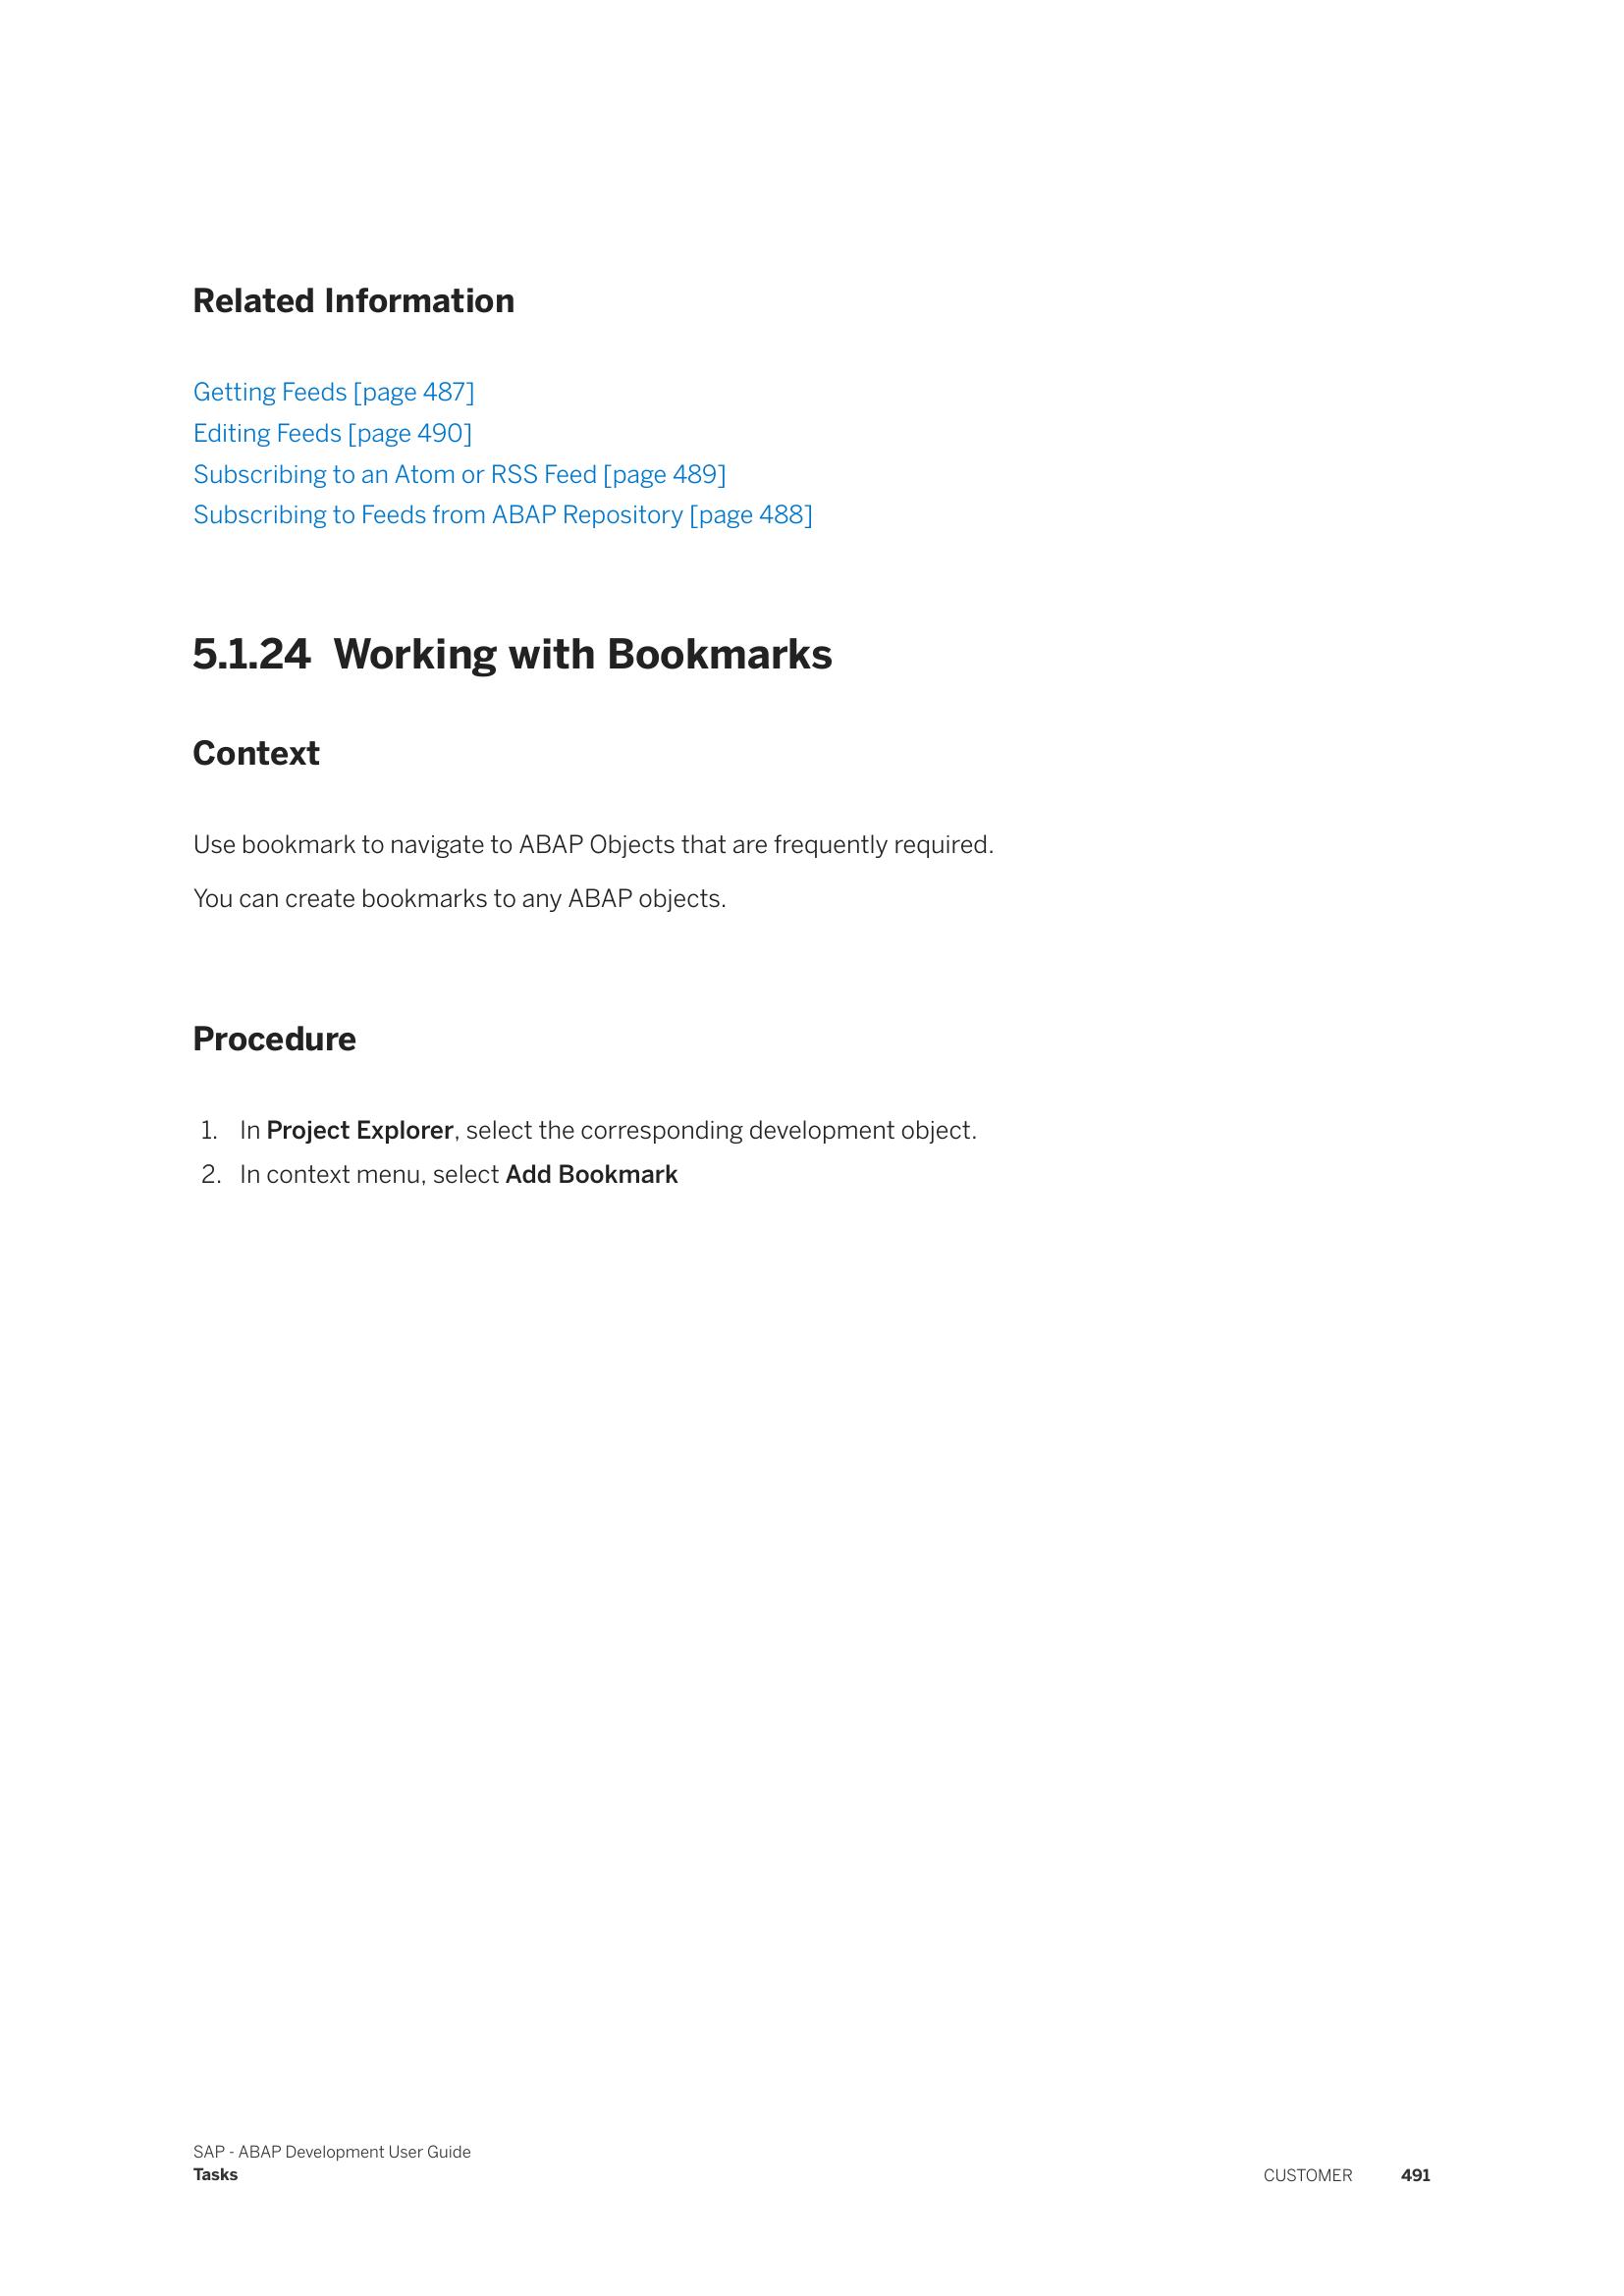 Related Information
Getting Feeds [page 487]
Editing Feeds [page 490]
Subscribing to an Atom or RSS Feed [page 489]
Subscribing to Feeds from ABAP Repository [page 488]
5.1.24 Working with Bookmarks
Context
Use bookmark to navigate to ABAP Objects that are frequently required.
You can create bookmarks to any ABAP objects.
Procedure
1. In Project Explorer, select the corresponding development object.
2. In context menu, select Add Bookmark
SAP - ABAP Development User Guide
Tasks
CUSTOMER 491